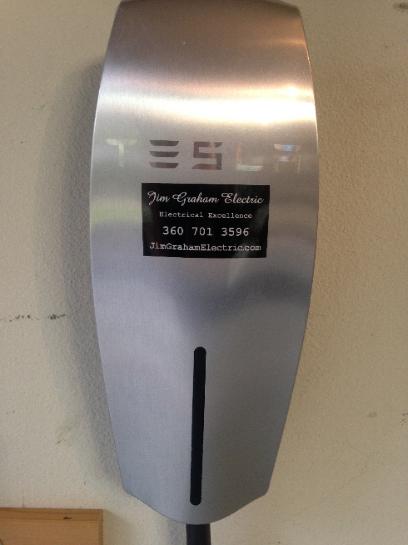 TESLA
Jim Graham Electric
Electrical Excellence
360 701 3596
JimGrahamElectric.com